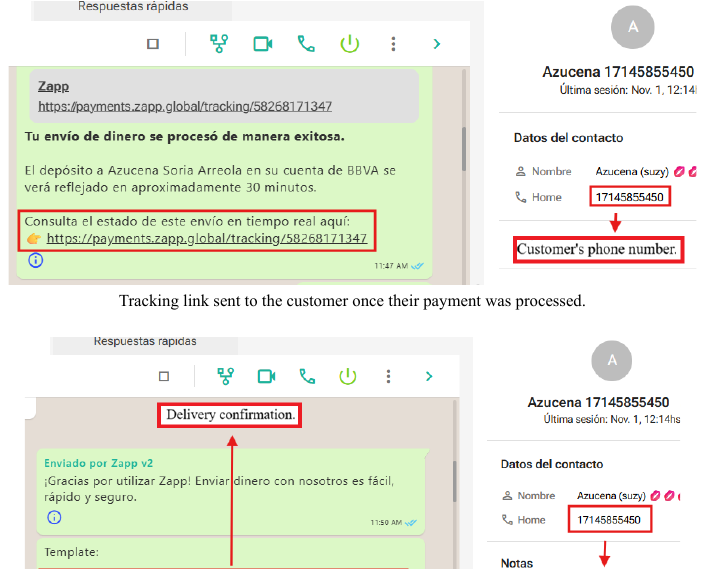 Respuestas rápidas
Zapp
https://payments.zapp.global/tracking/58268171347
Tu envío de dinero se procesó de manera exitosa.
El depósito a Azucena Soria Arreola en su cuenta de BBVA se
verá reflejado en aproximadamente 30 minutos.
Consulta el estado de este envío en tiempo real aquí:
👉 https://payments.zapp.global/tracking/58268171347
11:47 AM
A
Azucena 17145855450
Última sesión: Nov. 1, 12:14
Datos del contacto
Nombre Azucena (suzy) 💋
Home 17145855450
Customer's phone number.
Tracking link sent to the customer once their payment was processed.
Respuestas rápidas
Delivery confirmation.
Enviado por Zapp v2
¡Gracias por utilizar Zapp! Enviar dinero con nosotros es fácil,
rápido y seguro.
11:50 AM
Template:
A
Azucena 17145855450
Última sesión: Nov. 1, 12:14hs
Datos del contacto
Nombre Azucena (suzy) 💋💋
Home 17145855450
Notas